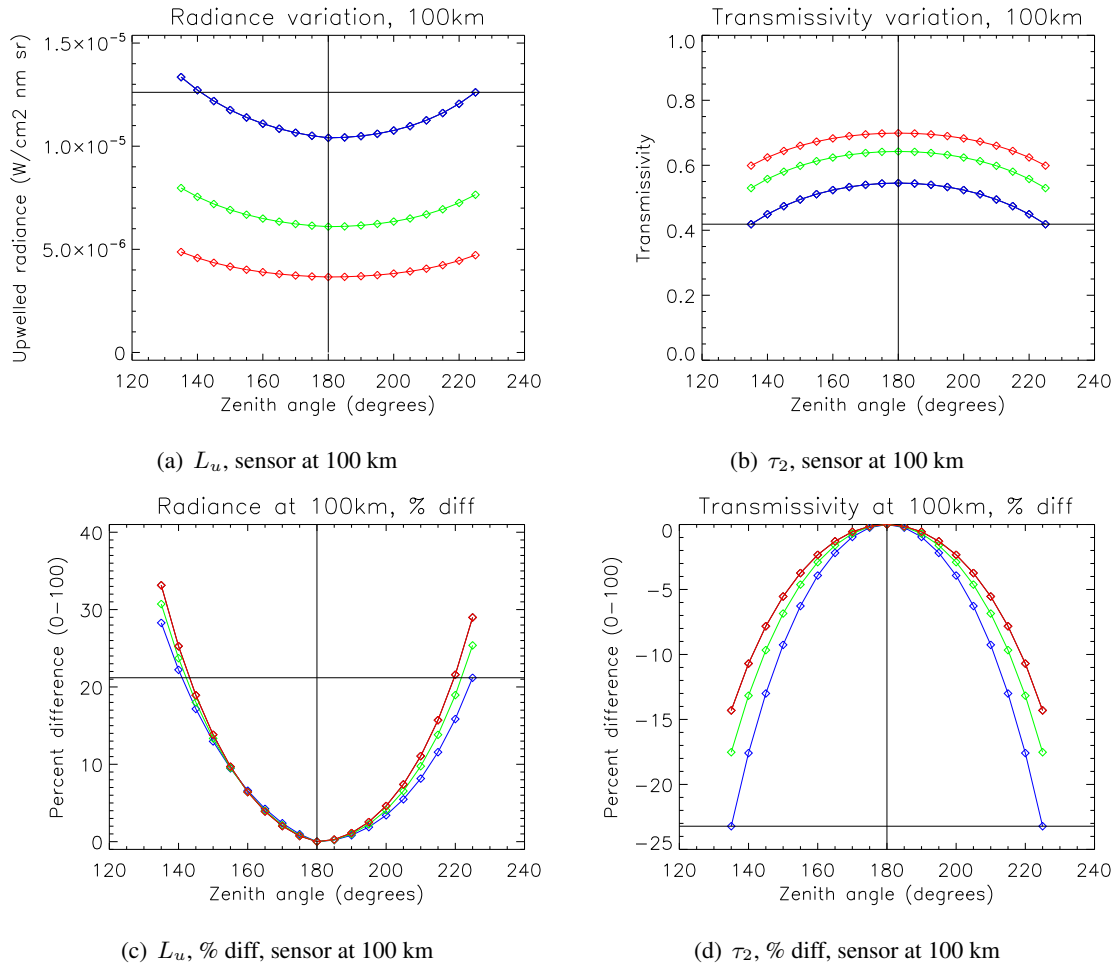 Radiance variation, 100km
Upwelled radiance (W/cm2 nm sr)
1.5×10⁻⁵
1.0×10⁻⁵
5.0×10⁻⁶
0
120 140 160 180 200 220 240
Zenith angle (degrees)
(a) Lᵤ, sensor at 100 km
Transmissivity variation, 100km
Transmissivity
1.0
0.8
0.6
0.4
0.2
0.0
120 140 160 180 200 220 240
Zenith angle (degrees)
(b) τ₂, sensor at 100 km
Radiance at 100km, % diff
Percent difference (0-100)
40
30
20
10
0
120 140 160 180 200 220 240
Zenith angle (degrees)
(c) Lᵤ, % diff, sensor at 100 km
Transmissivity at 100km, % diff
Percent difference (0-100)
0
-5
-10
-15
-20
-25
120 140 160 180 200 220 240
Zenith angle (degrees)
(d) τ₂, % diff, sensor at 100 km